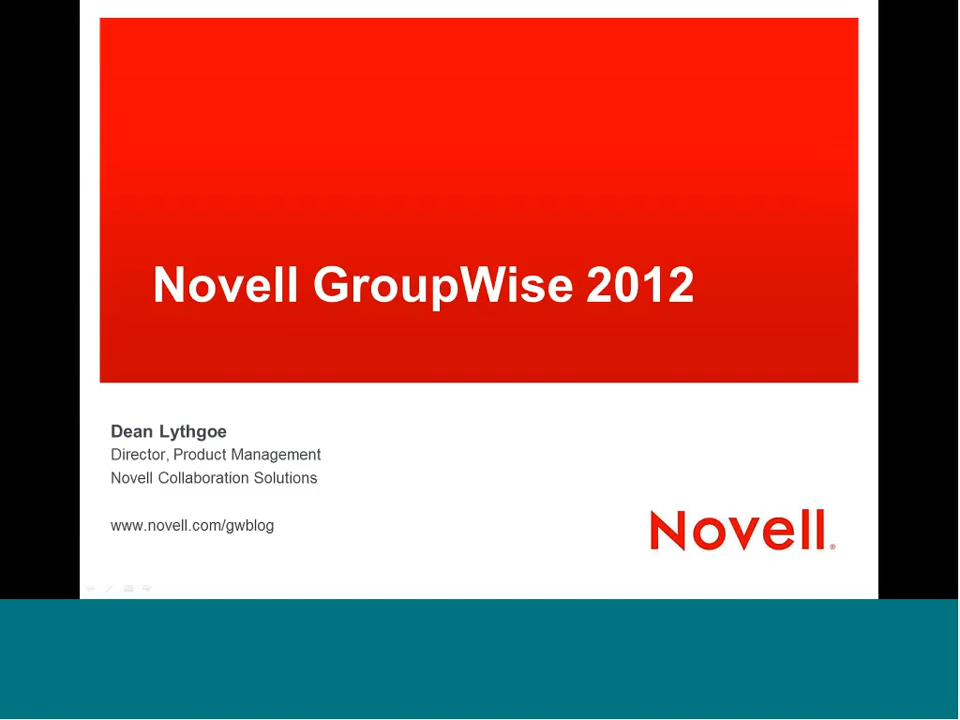 Novell GroupWise 2012
Dean Lythgoe
Director, Product Management
Novell Collaboration Solutions
www.novell.com/gwblog
Novell®